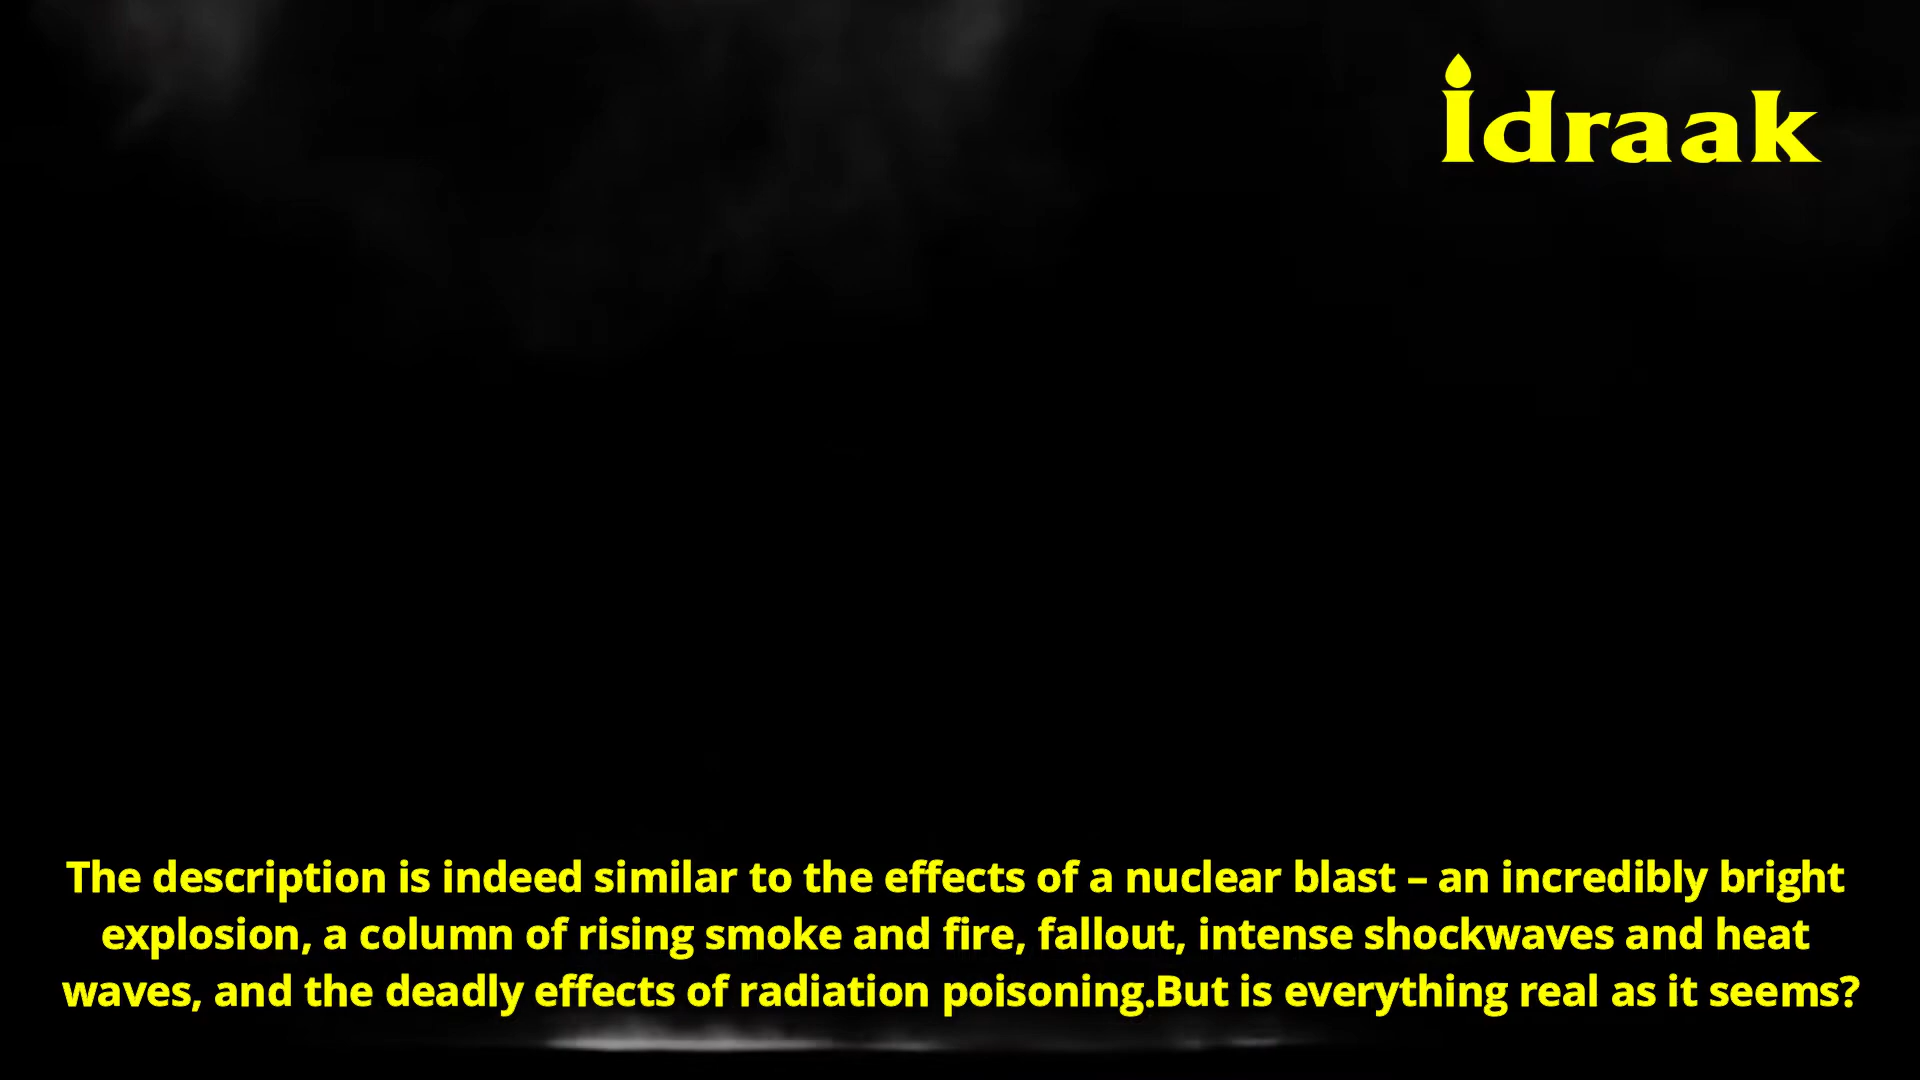 idraak
The description is indeed similar to the effects of a nuclear blast – an incredibly bright
explosion, a column of rising smoke and fire, fallout, intense shockwaves and heat
waves, and the deadly effects of radiation poisoning.But is everything real as it seems?